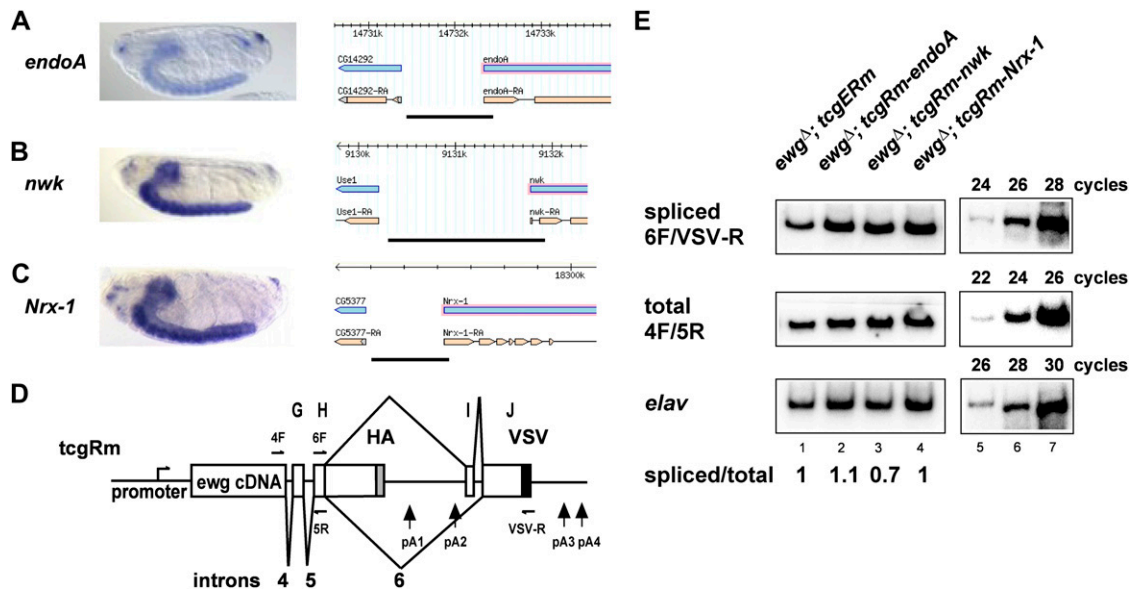 A
endoA
14731k 14732k 14733k
CG14292 endoA
CG14292-RA endoA-RA
B
nwk
9130k 9131k 9132k
Use1 nwk
Use1-RA nwk-RA
C
Nrx-1
18300k
CG5377 Nrx-1
CG5377-RA Nrx-1-RA
D
tcgRm
G H I J
4F 6F HA VSV
promoter ewg cDNA
5R pA1 pA2 VSV-R pA3 pA4
introns 4 5 6
E
ewgΔ; tcgERm
ewgΔ; tcgRm-endoA
ewgΔ; tcgRm-nwk
ewgΔ; tcgRm-Nrx-1
24 26 28 cycles
spliced
6F/VSV-R
22 24 26 cycles
total
4F/5R
26 28 30 cycles
elav
1 2 3 4 5 6 7
spliced/total 1 1.1 0.7 1